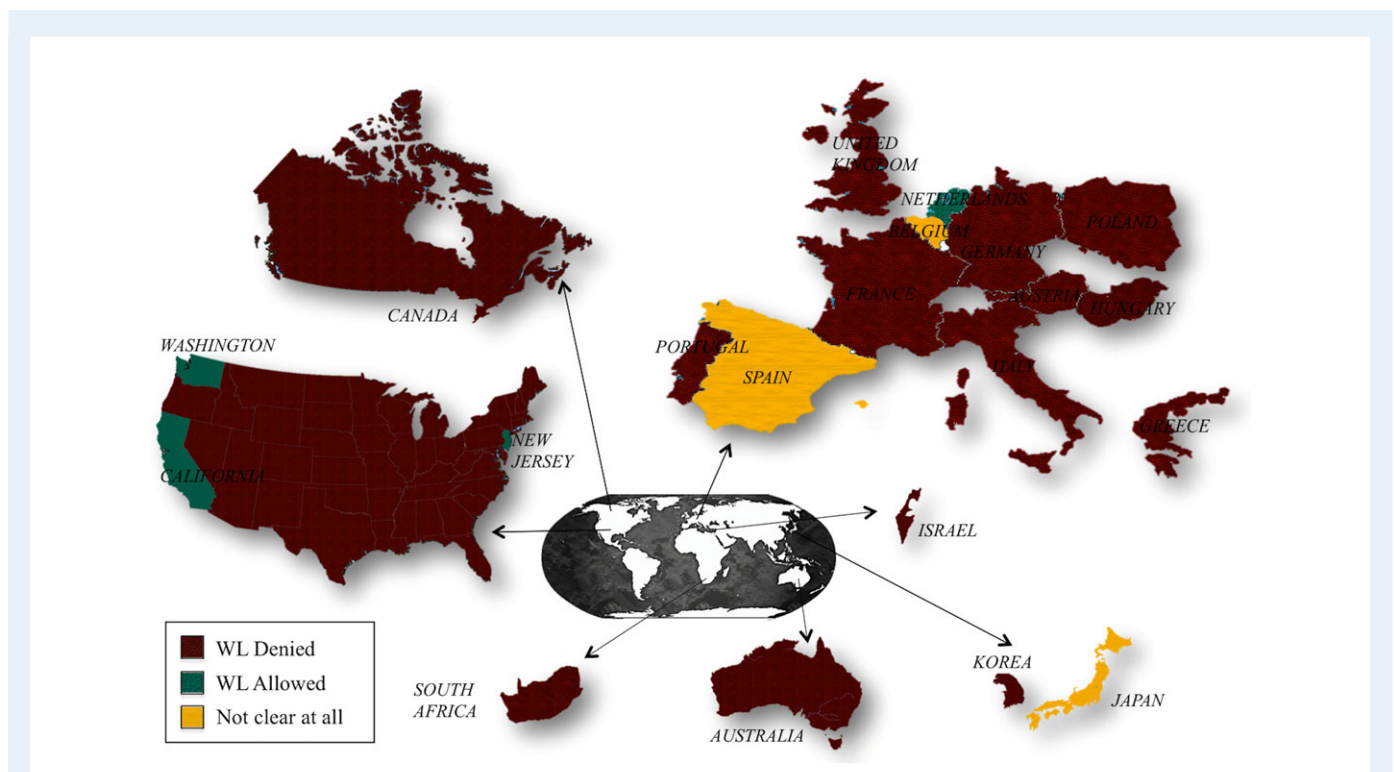 UNITED
KINGDOM
NETHERLANDS
BELGIUM
POLAND
GERMANY
FRANCE
AUSTRIA
HUNGARY
CANADA
WASHINGTON
PORTUGAL
SPAIN
ITALY
GREECE
NEW
JERSEY
CALIFORNIA
ISRAEL
WL Denied
WL Allowed
Not clear at all
SOUTH
AFRICA
AUSTRALIA
KOREA
JAPAN